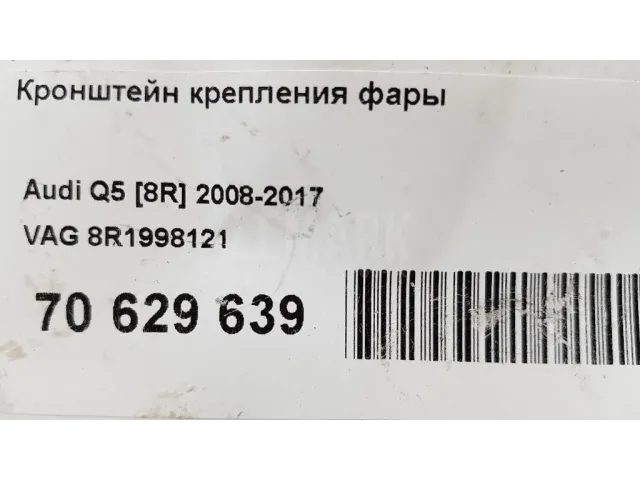 Кронштейн крепления фары
Audi Q5 [8R] 2008-2017
VAG 8R1998121
70 629 639